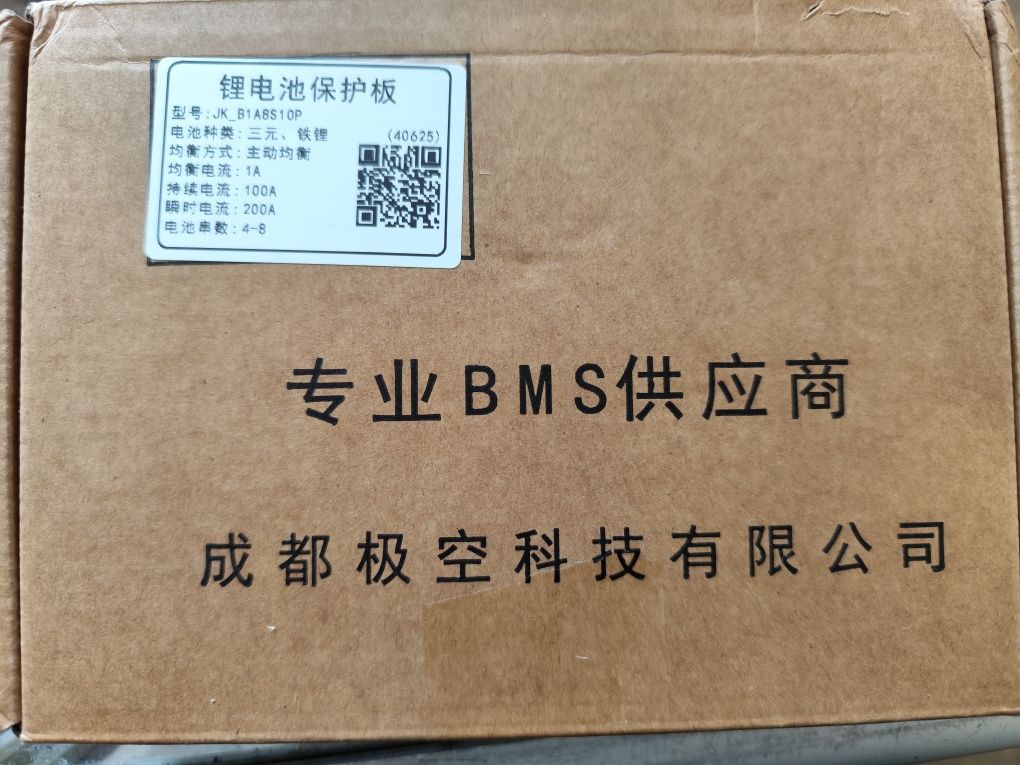 锂电池保护板
型号:JK_B1A8S10P
电池种类:三元、铁锂
(40625)
均衡方式:主动均衡
均衡电流:1A
持续电流:100A
瞬时电流:200A
电池串数:4-8
专业BMS供应商
成都极空科技有限公司